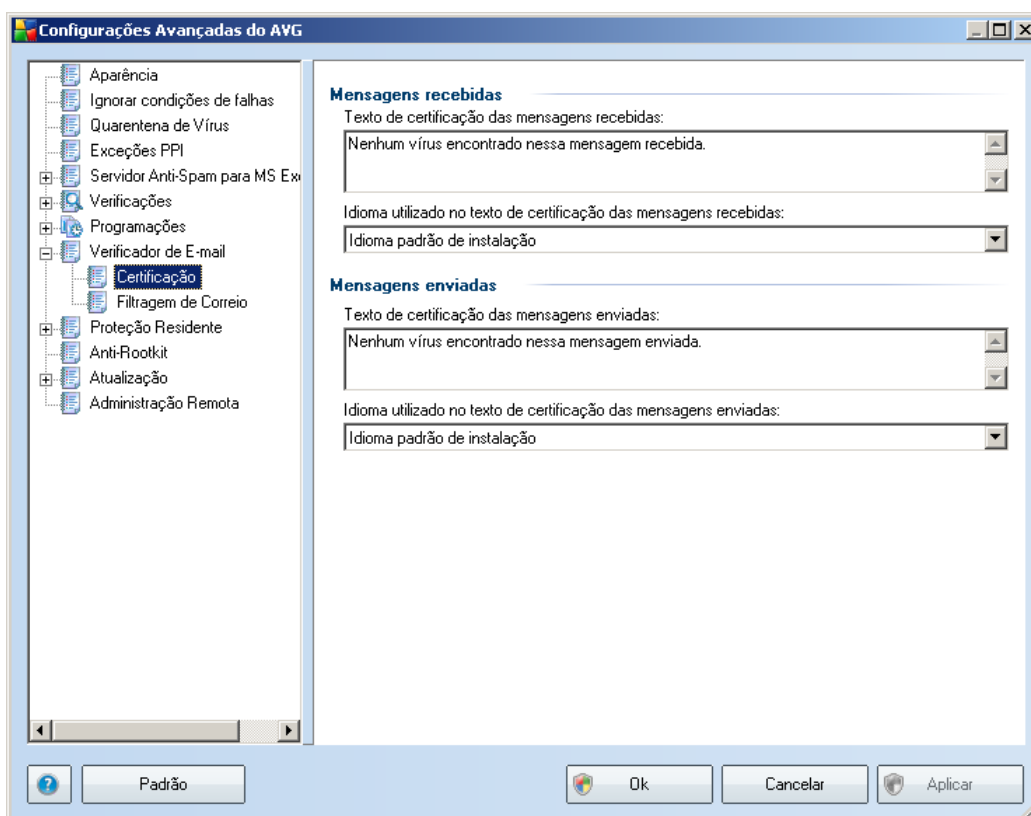 Configurações Avançadas do AVG
Aparência
Ignorar condições de falhas
Quarentena de Vírus
Exceções PPI
Servidor Anti-Spam para MS Ex
Verificações
Programações
Verificador de E-mail
Certificação
Filtragem de Correio
Proteção Residente
Anti-Rootkit
Atualização
Administração Remota
Mensagens recebidas
Texto de certificação das mensagens recebidas:
Nenhum vírus encontrado nessa mensagem recebida.
Idioma utilizado no texto de certificação das mensagens recebidas:
Idioma padrão de instalação
Mensagens enviadas
Texto de certificação das mensagens enviadas:
Nenhum vírus encontrado nessa mensagem enviada.
Idioma utilizado no texto de certificação das mensagens enviadas:
Idioma padrão de instalação
Padrão
Ok
Cancelar
Aplicar